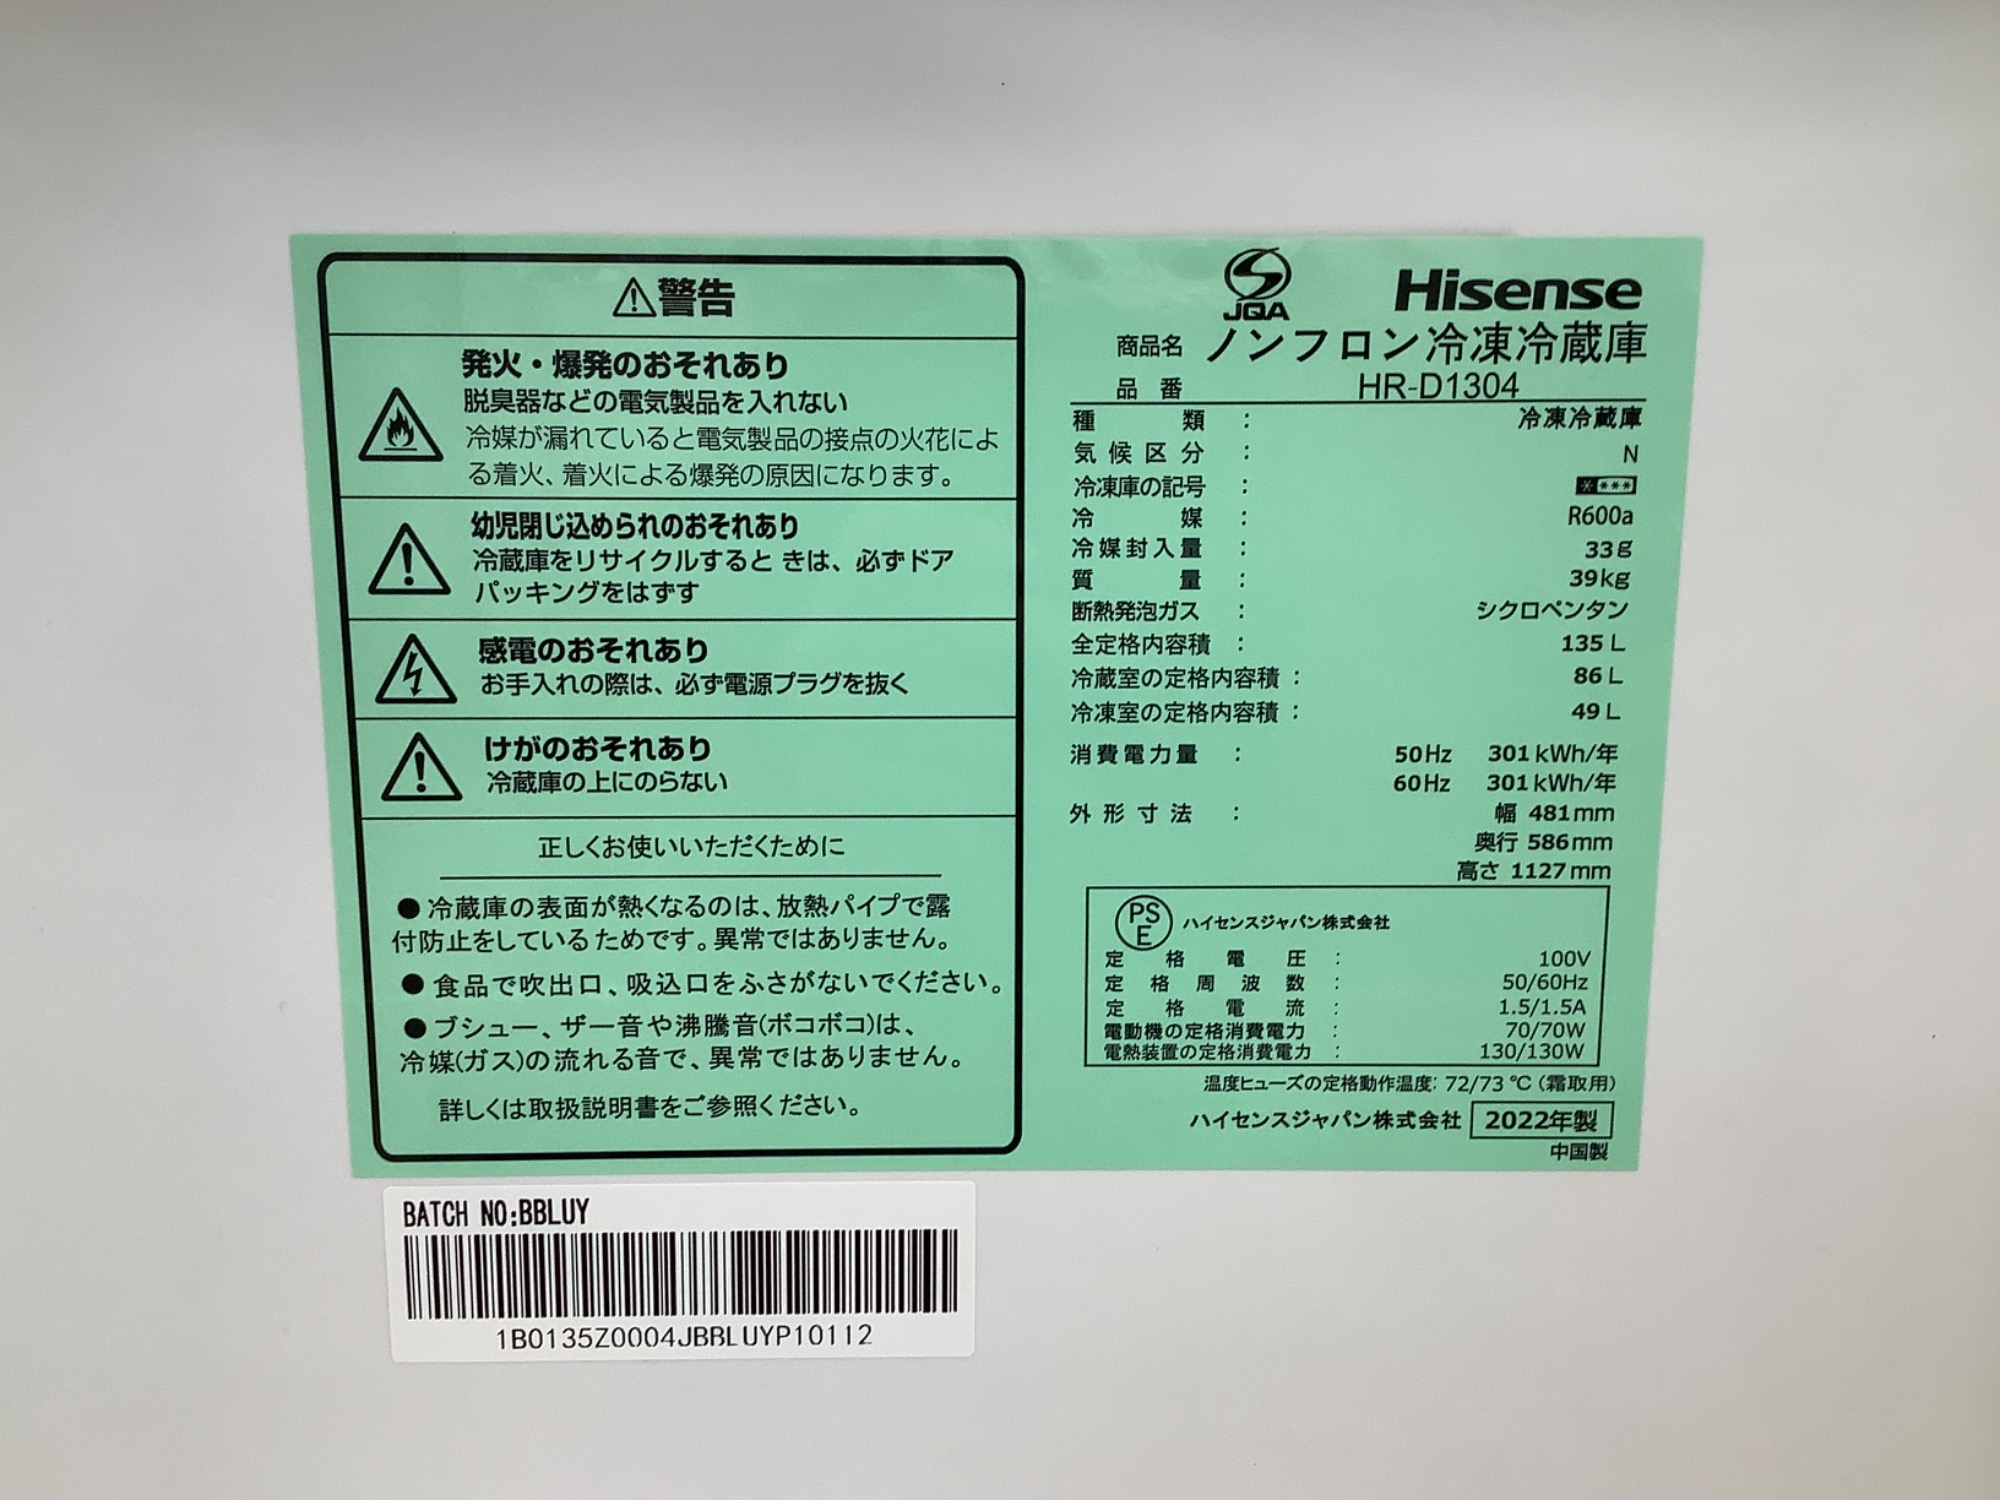 警告
発火・爆発のおそれあり
脱臭器などの電気製品を入れない
冷媒が漏れていると電気製品の接点の火花によ
る着火、着火による爆発の原因になります。
幼児閉じ込められのおそれあり
冷蔵庫をリサイクルすると きは、必ずドア
パッキングをはずす
感電のおそれあり
お手入れの際は、必ず電源プラグを抜く
けがのおそれあり
冷蔵庫の上にのらない
正しくお使いいただくために
●冷蔵庫の表面が熱くなるのは、放熱パイプで露
付防止をしているためです。異常ではありません。
●食品で吹出口、吸込口をふさがないでください。
●ブシュー、ザー音や沸騰音(ボコボコ)は、
冷媒(ガス)の流れる音で、異常ではありません。
詳しくは取扱説明書をご参照ください。
JQA
Hisense
商品名 ノンフロン冷凍冷蔵庫
品番 HR-D1304
種類 : 冷凍冷蔵庫
気候区分 : N
冷凍庫の記号 : ****
冷媒 : R600a
冷媒封入量 : 33g
質量 : 39kg
断熱発泡ガス : シクロペンタン
全定格内容積 : 135 L
冷蔵室の定格内容積 : 86 L
冷凍室の定格内容積 : 49 L
消費電力量 : 50Hz 301kWh/年
60Hz 301kWh/年
外形寸法 : 幅 481mm
奥行 586mm
高さ 1127mm
PSE ハイセンスジャパン株式会社
定格電圧 : 100V
定格周波数 : 50/60Hz
定格電流 : 1.5/1.5A
電動機の定格消費電力 : 70/70W
電熱装置の定格消費電力 : 130/130W
温度ヒューズの定格動作温度: 72/73℃(霜取用)
ハイセンスジャパン株式会社 2022年製
中国製
BATCH NO:BBLUY
1B0135Z0004JBBLUYP10112